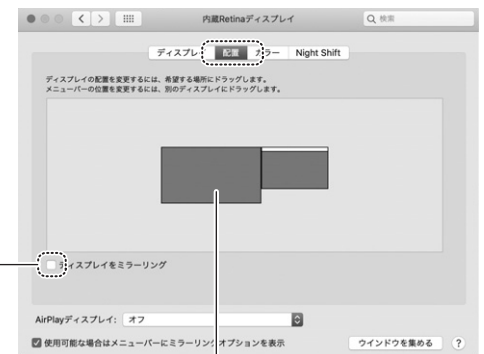 内蔵Retinaディスプレイ
検索
ディスプレイ 配置 カラー Night Shift
ディスプレイの配置を変更するには、希望する場所にドラッグします。
メニューバーの位置を変更するには、別のディスプレイにドラッグします。
ディスプレイをミラーリング
AirPlayディスプレイ: オフ
使用可能な場合はメニューバーにミラーリングオプションを表示
ウインドウを集める ?